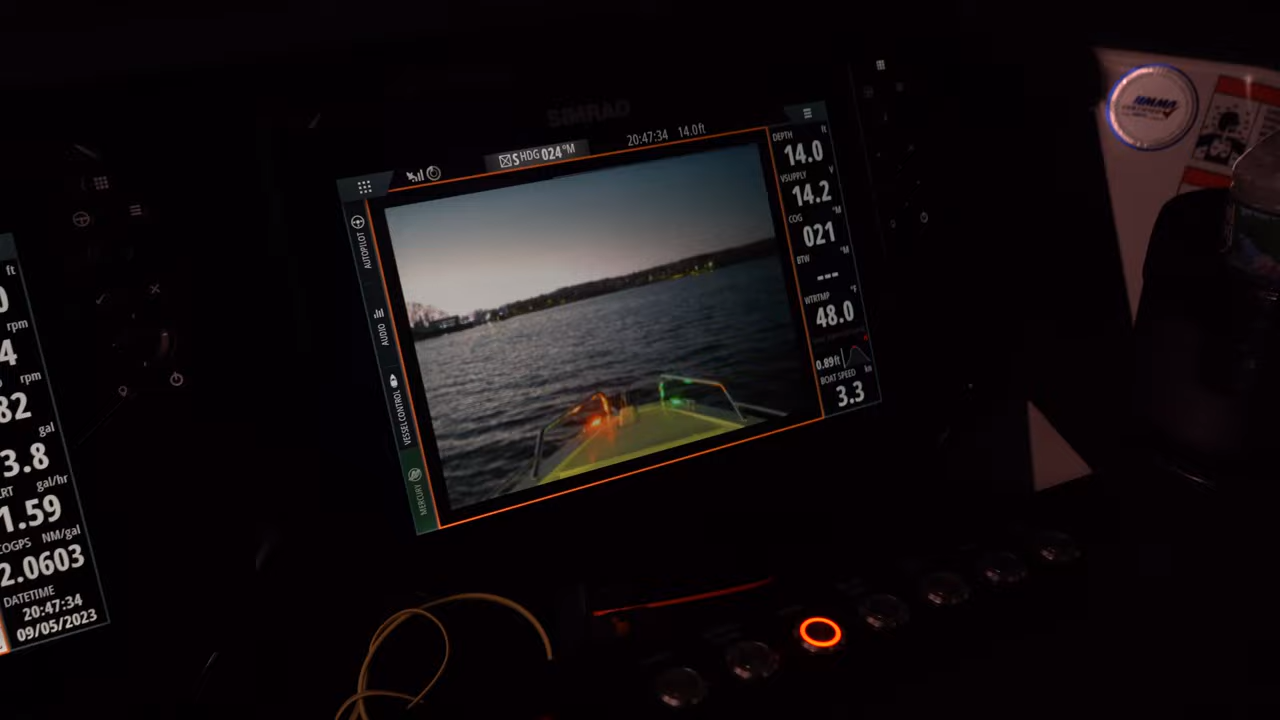 SIMRAD
S HDG 024 °M
20:47:34 14.0ft
AUTOPILOT
AUDIO
VESSEL CONTROL
MERCURY
DEPTH ft
14.0
VSUPPLY V
14.2
COG °M
021
BTW °M
---
WTRTMP °F
48.0
0.89ft
BOAT SPEED kn
3.3
ft
0
rpm
4
rpm
82
gal
3.8
RT gal/hr
1.59
COGPS NM/gal
2.0603
DATETIME
20:47:34
09/05/2023
NMMA
CERTIFIED